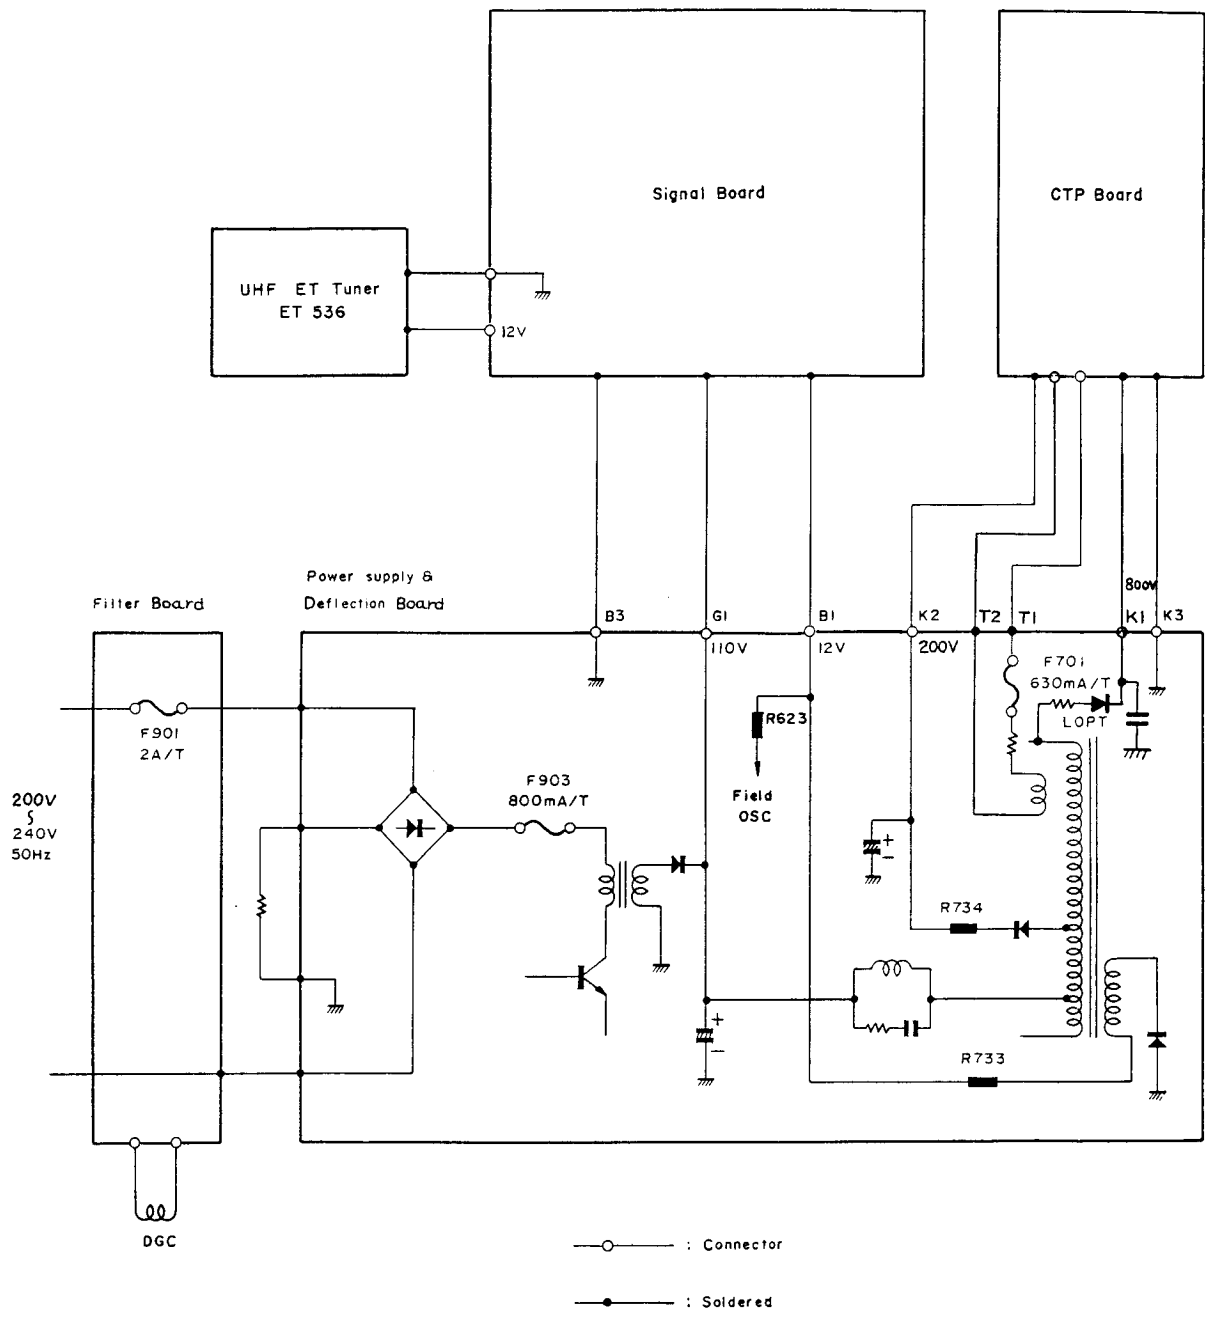 Signal Board
CTP Board
UHF ET Tuner
ET 536
12V
Power supply &
Deflection Board
Filter Board
800V
B3
G1
B1
K2
T2
T1
K1
K3
110V
12V
200V
F701
630mA/T
LOPT
R623
Field
OSC
F901
2A/T
F903
800mA/T
200V
240V
50Hz
+
-
R734
+
-
R733
DGC
: Connector
: Soldered